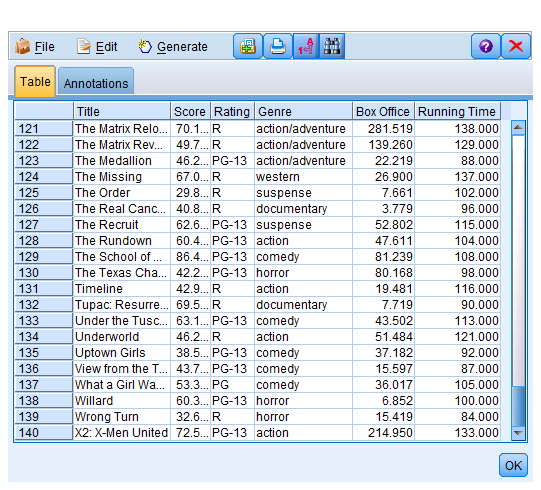 File Edit Generate
Table Annotations
Title Score Rating Genre Box Office Running Time
121 The Matrix Relo... 70.1... R action/adventure 281.519 138.000
122 The Matrix Rev... 49.7... R action/adventure 139.260 129.000
123 The Medallion 46.2... PG-13 action/adventure 22.219 88.000
124 The Missing 67.0... R western 26.900 137.000
125 The Order 29.8... R suspense 7.661 102.000
126 The Real Canc... 40.8... R documentary 3.779 96.000
127 The Recruit 62.6... PG-13 suspense 52.802 115.000
128 The Rundown 60.4... PG-13 action 47.611 104.000
129 The School of ... 86.4... PG-13 comedy 81.239 108.000
130 The Texas Cha... 42.2... PG-13 horror 80.168 98.000
131 Timeline 42.9... R action 19.481 116.000
132 Tupac: Resurre... 69.5... R documentary 7.719 90.000
133 Under the Tusc... 63.1... PG-13 comedy 43.502 113.000
134 Underworld 46.2... R action 51.484 121.000
135 Uptown Girls 38.5... PG-13 comedy 37.182 92.000
136 View from the T... 43.7... PG-13 comedy 15.597 87.000
137 What a Girl Wa... 53.3... PG comedy 36.017 105.000
138 Willard 60.3... PG-13 horror 6.852 100.000
139 Wrong Turn 32.6... R horror 15.419 84.000
140 X2: X-Men United 72.5... PG-13 action 214.950 133.000
OK